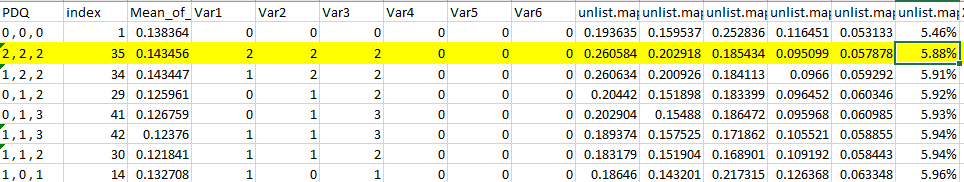 PDQ index Mean_of_ Var1 Var2 Var3 Var4 Var5 Var6 unlist.map unlist.map unlist.map unlist.map unlist.map unlist.map
0 , 0 , 0 1 0.138364 0 0 0 0 0 0 0.193635 0.159537 0.252836 0.116451 0.053133 5.46%
2 , 2 , 2 35 0.143456 2 2 2 0 0 0 0.260584 0.202918 0.185434 0.095099 0.057878 5.88%
1 , 2 , 2 34 0.143447 1 2 2 0 0 0 0.260634 0.200926 0.184113 0.0966 0.059292 5.91%
0 , 1 , 2 29 0.125961 0 1 2 0 0 0 0.20442 0.151898 0.183399 0.096452 0.060346 5.92%
0 , 1 , 3 41 0.126759 0 1 3 0 0 0 0.202904 0.15488 0.186472 0.095968 0.060985 5.93%
1 , 1 , 3 42 0.12376 1 1 3 0 0 0 0.189374 0.157525 0.171862 0.105521 0.058855 5.94%
1 , 1 , 2 30 0.121841 1 1 2 0 0 0 0.183179 0.151904 0.168901 0.109192 0.058443 5.94%
1 , 0 , 1 14 0.132708 1 0 1 0 0 0 0.18646 0.143201 0.217315 0.126368 0.063348 5.96%